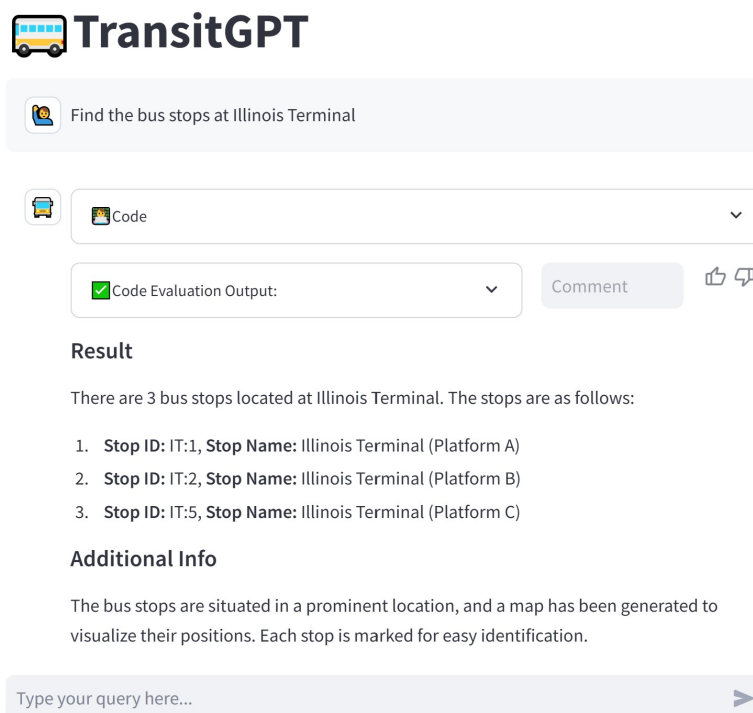 TransitGPT
Find the bus stops at Illinois Terminal
Code
Code Evaluation Output:
Comment
Result
There are 3 bus stops located at Illinois Terminal. The stops are as follows:
1. Stop ID: IT:1, Stop Name: Illinois Terminal (Platform A)
2. Stop ID: IT:2, Stop Name: Illinois Terminal (Platform B)
3. Stop ID: IT:5, Stop Name: Illinois Terminal (Platform C)
Additional Info
The bus stops are situated in a prominent location, and a map has been generated to
visualize their positions. Each stop is marked for easy identification.
Type your query here...